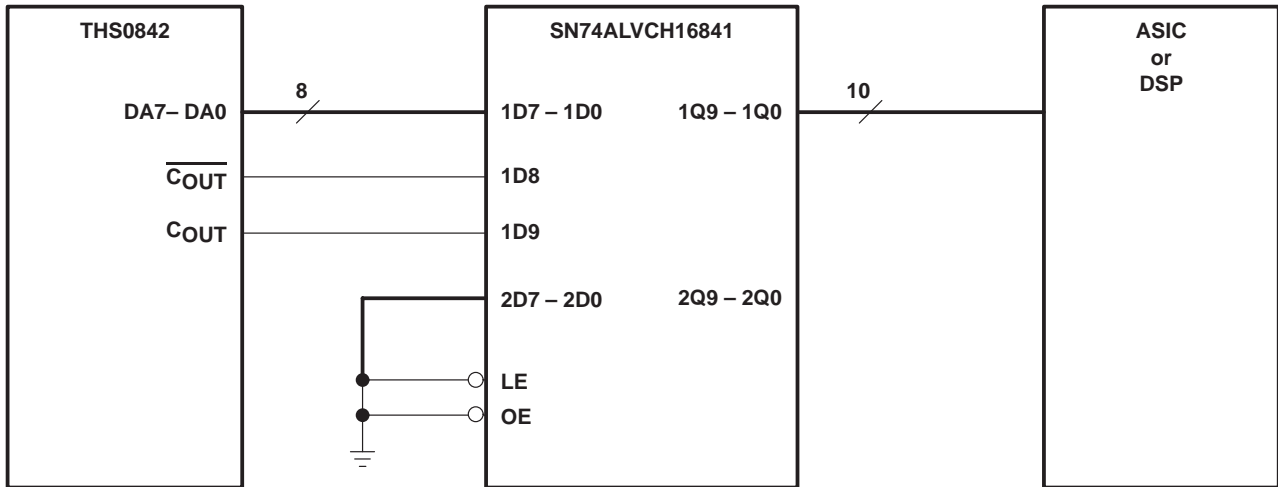 THS0842
SN74ALVCH16841
ASIC
or
DSP
8
10
DA7– DA0
1D7 – 1D0
1Q9 – 1Q0
C̅O̅U̅T̅
1D8
COUT
1D9
2D7 – 2D0
2Q9 – 2Q0
LE
OE